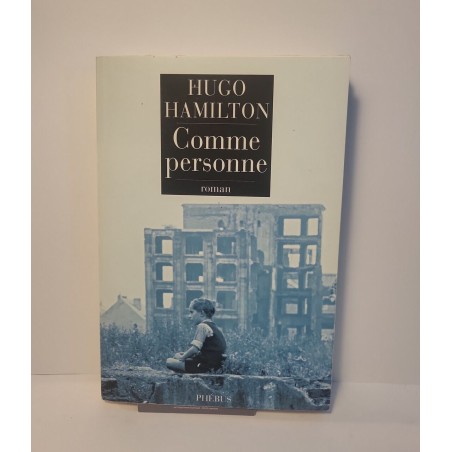 HUGO
HAMILTON
Comme
personne
roman
PHÉBUS